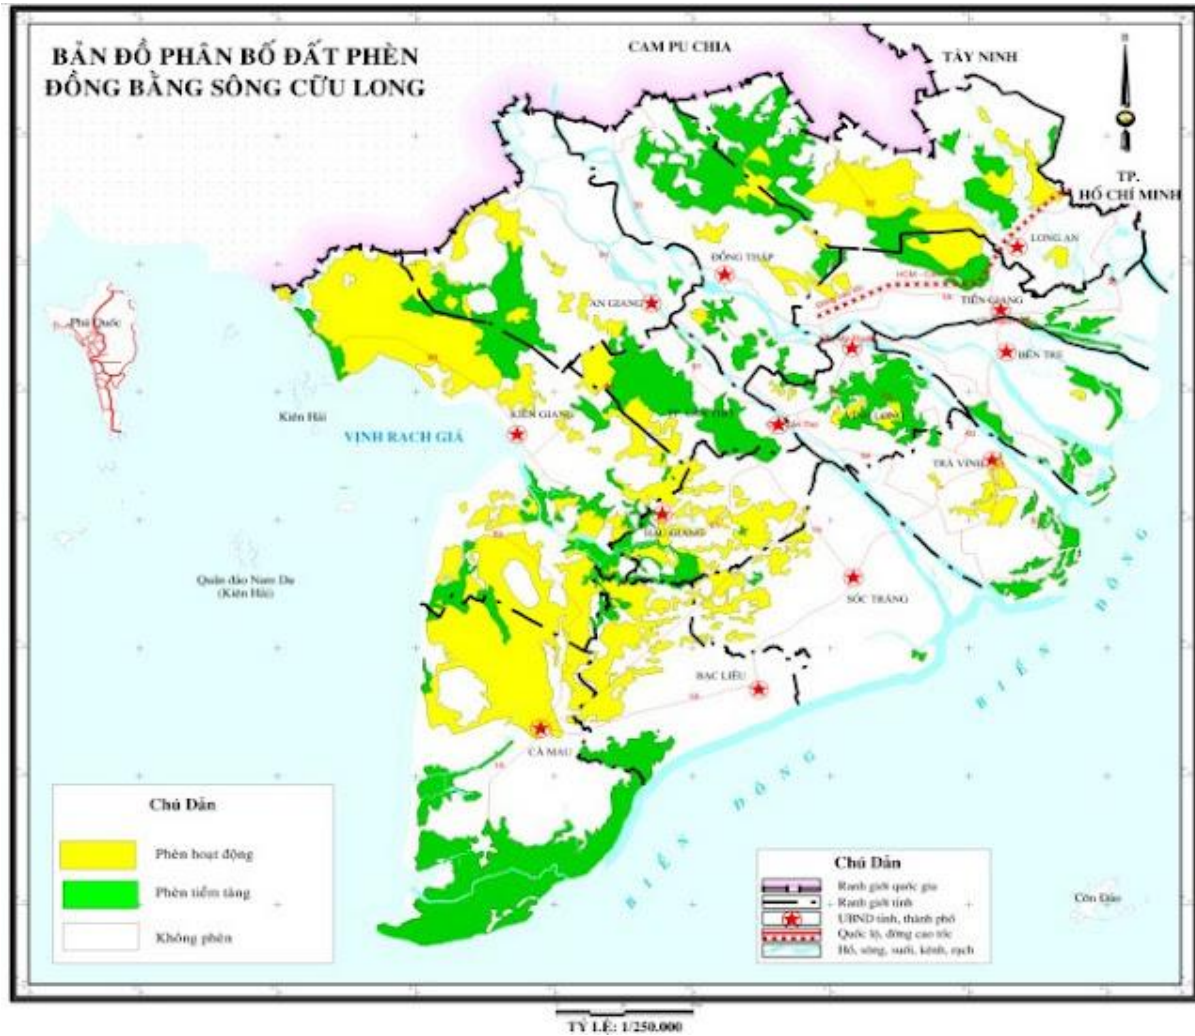 BẢN ĐỒ PHÂN BỐ ĐẤT PHÈN
ĐỒNG BẰNG SÔNG CỮU LONG
CAM PU CHIA
TÂY NINH
B
TP.
HỒ CHÍ MINH
LONG AN
ĐỒNG THÁP
AN GIANG
TIỀN GIANG
BẾN TRE
Phú Quốc
Kiên Hải
KIÊN GIANG
VỊNH RẠCH GIÁ
TRÀ VINH
HẬU GIANG
Quần đảo Nam Du
(Kiên Hải)
SÓC TRĂNG
BẠC LIÊU
CÀ MAU
BIỂN ĐÔNG
BIỂN ĐÔNG
Côn Đảo
Chú Dẫn
Phèn hoạt động
Phèn tiềm tàng
Không phèn
Chú Dẫn
Ranh giới quốc gia
Ranh giới tỉnh
UBND tỉnh, thành phố
Quốc lộ, đờng cao tốc
Hồ, sông, suối, kênh, rạch
TỶ LỆ: 1/250.000